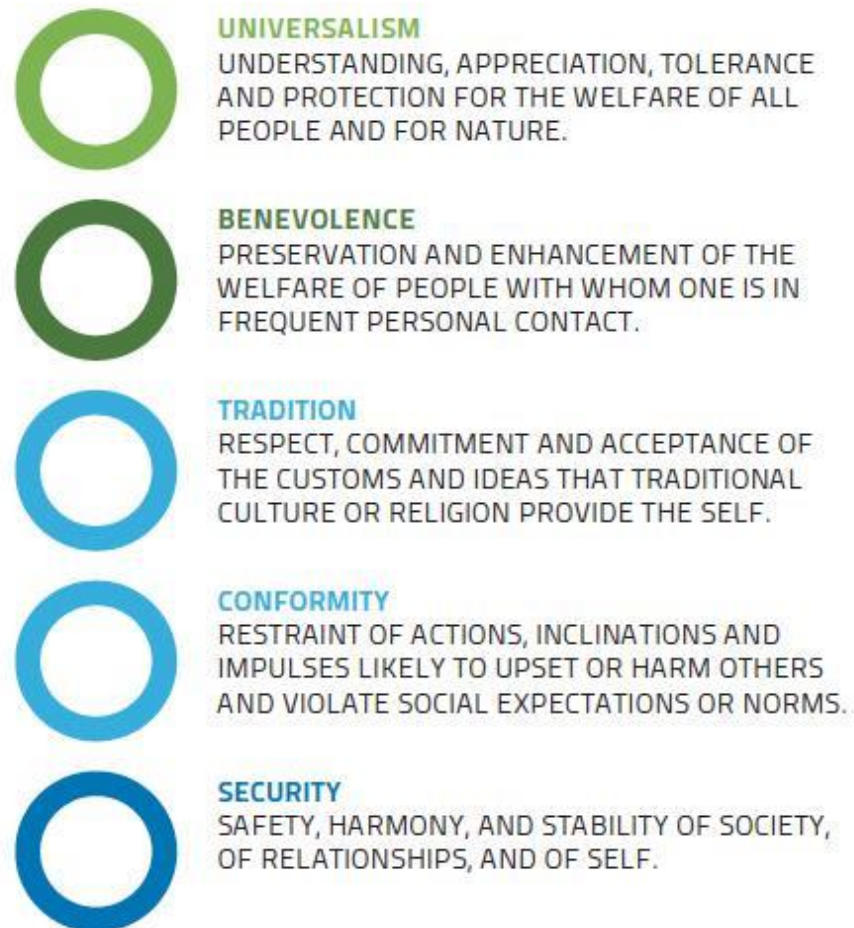 UNIVERSALISM
UNDERSTANDING, APPRECIATION, TOLERANCE
AND PROTECTION FOR THE WELFARE OF ALL
PEOPLE AND FOR NATURE.
BENEVOLENCE
PRESERVATION AND ENHANCEMENT OF THE
WELFARE OF PEOPLE WITH WHOM ONE IS IN
FREQUENT PERSONAL CONTACT.
TRADITION
RESPECT, COMMITMENT AND ACCEPTANCE OF
THE CUSTOMS AND IDEAS THAT TRADITIONAL
CULTURE OR RELIGION PROVIDE THE SELF.
CONFORMITY
RESTRAINT OF ACTIONS, INCLINATIONS AND
IMPULSES LIKELY TO UPSET OR HARM OTHERS
AND VIOLATE SOCIAL EXPECTATIONS OR NORMS.
SECURITY
SAFETY, HARMONY, AND STABILITY OF SOCIETY,
OF RELATIONSHIPS, AND OF SELF.